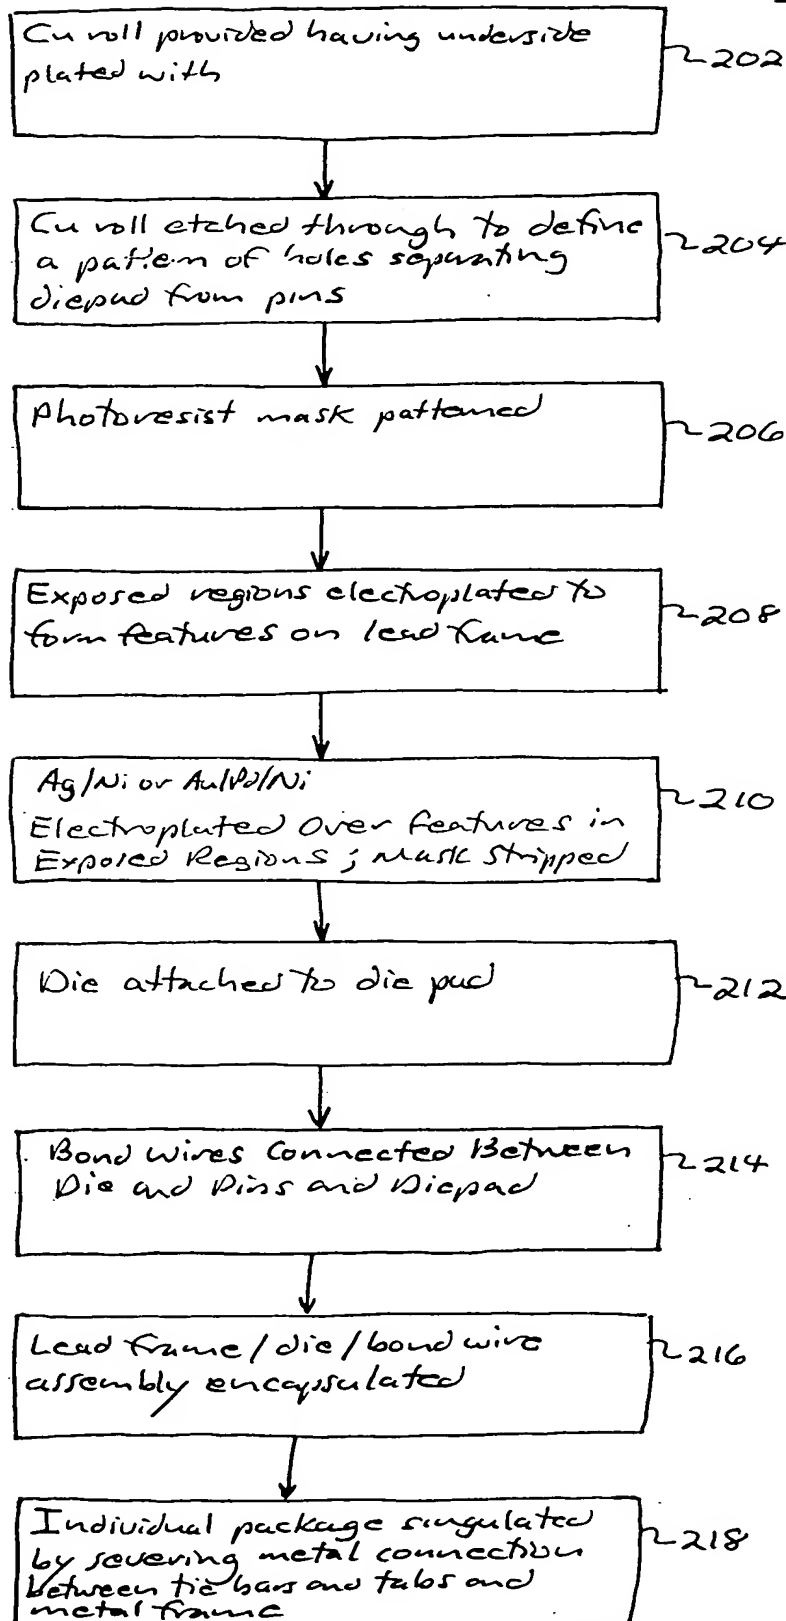 Cu roll provided having underside
plated with
202
Cu roll etched through to define
a pattern of holes separating
diepad from pins
204
Photoresist mask patterned
206
Exposed regions electroplated to
form features on lead frame
208
Ag/Ni or Au/Pd/Ni
Electroplated Over Features in
Exposed Regions; Mask Stripped
210
Die attached to die pad
212
Bond wires Connected Between
Die and Pins and Diepad
214
Lead frame/die/bond wire
assembly encapsulated
216
Individual package singulated
by severing metal connection
between tie bars and tabs and
metal frame
218